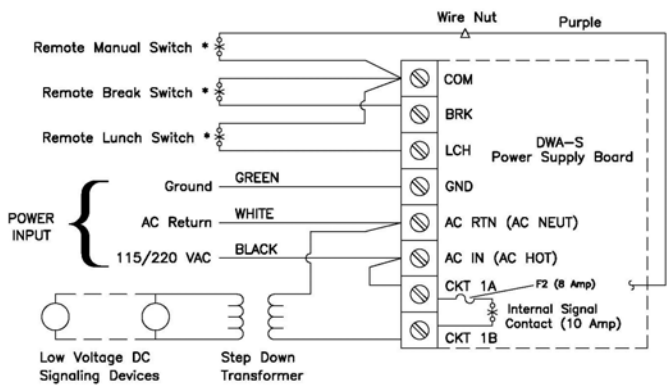 Wire Nut
Purple
Remote Manual Switch *
COM
Remote Break Switch *
BRK
DWA-S
Power Supply Board
Remote Lunch Switch *
LCH
Ground
GREEN
GND
POWER
INPUT
AC Return
WHITE
AC RTN (AC NEUT)
115/220 VAC
BLACK
AC IN (AC HOT)
CKT 1A
F2 (8 Amp)
Internal Signal
Contact (10 Amp)
CKT 1B
Low Voltage DC
Signaling Devices
Step Down
Transformer